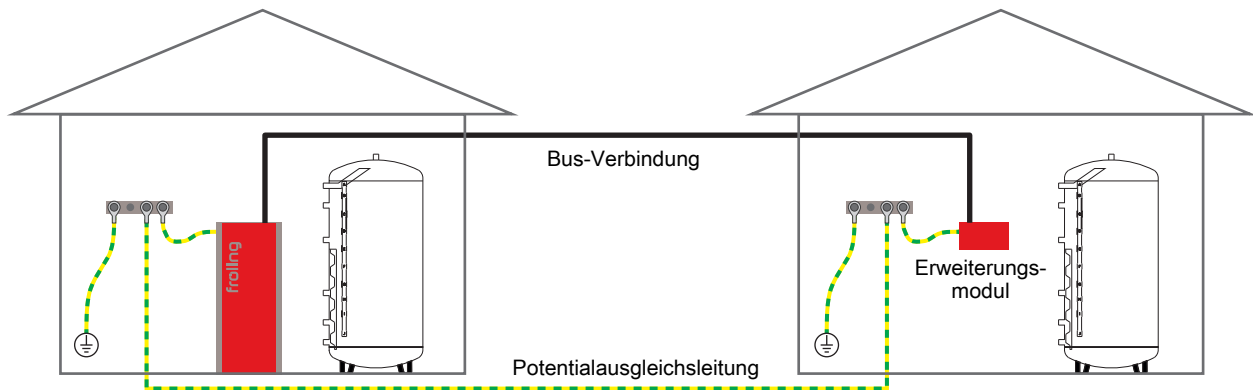 Bus-Verbindung
froling
Erweiterungs-
modul
Potentialausgleichsleitung